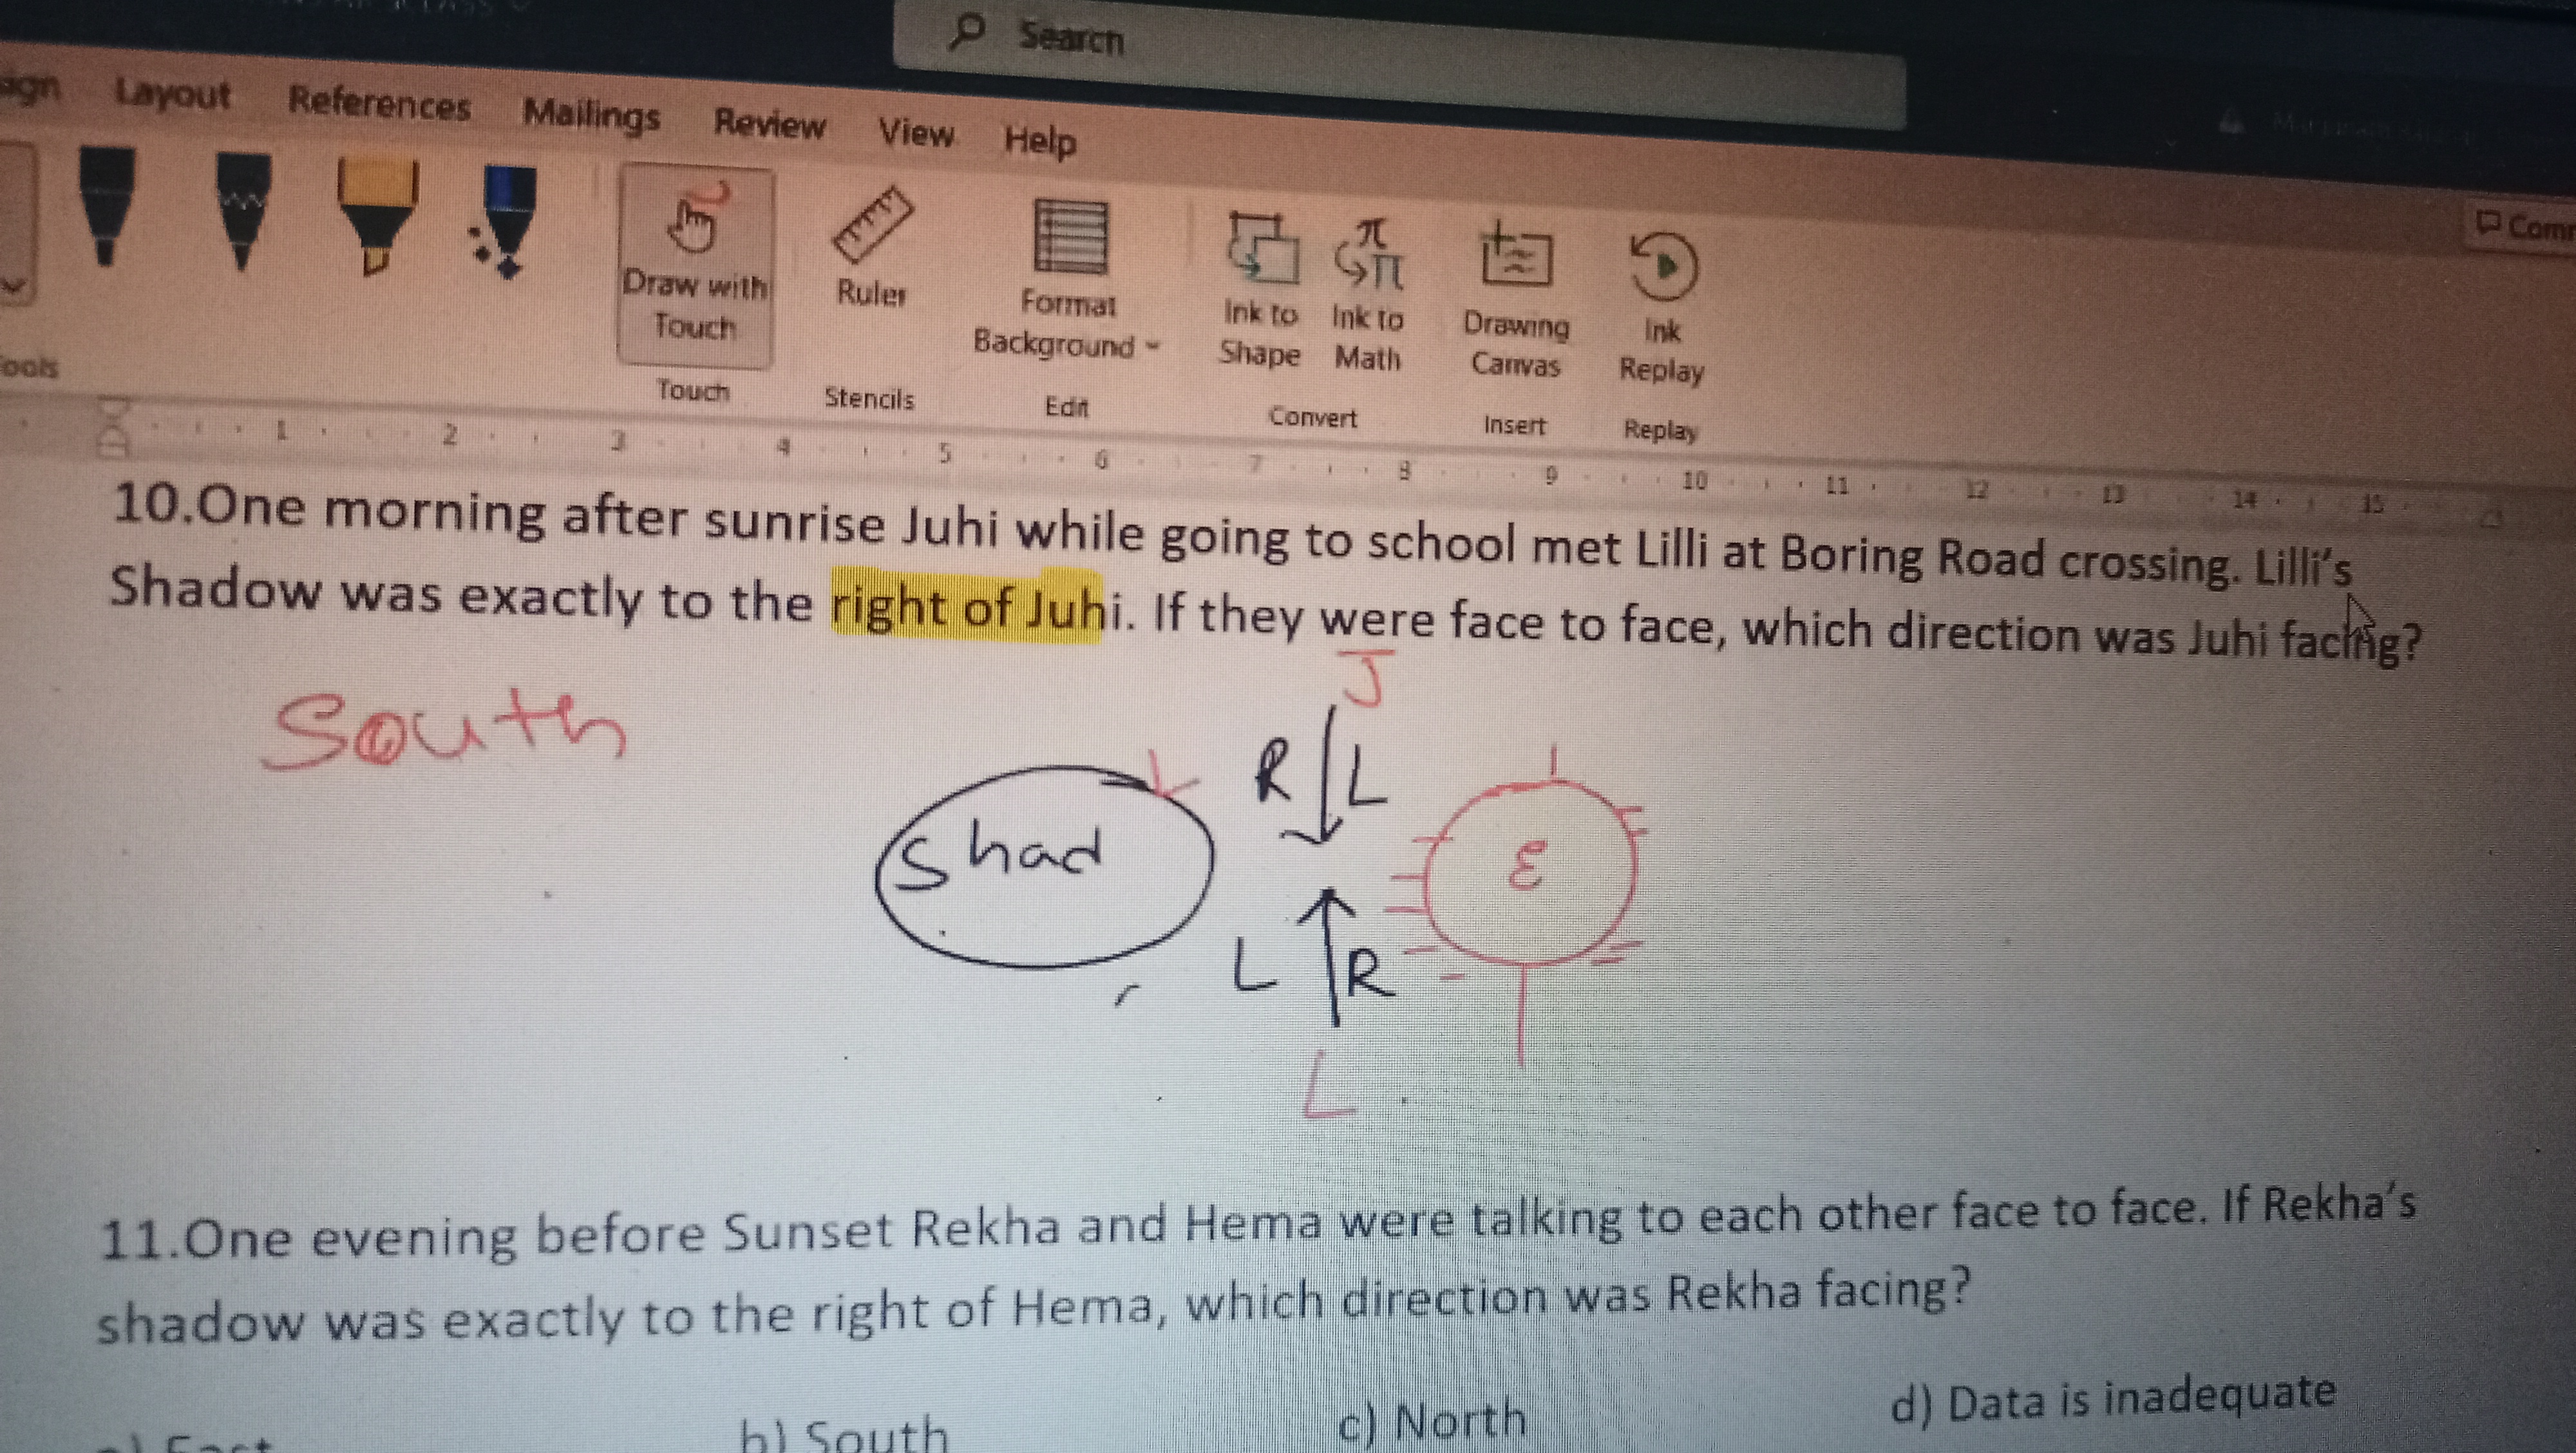 Search
Layout References Mailings Review View Help
Draw with Touch
Ruler
Format Background
Ink to Shape
Ink to Math
Drawing Canvas
Ink Replay
Touch Stencils Edit Convert Insert Replay
1 2 3 4 5 6 7 8 9 10 11 12 13 14 15
10.One morning after sunrise Juhi while going to school met Lilli at Boring Road crossing. Lilli's
Shadow was exactly to the right of Juhi. If they were face to face, which direction was Juhi facing?
South
J
R L
Shad
E
L R
L
11.One evening before Sunset Rekha and Hema were talking to each other face to face. If Rekha's
shadow was exactly to the right of Hema, which direction was Rekha facing?
b) South c) North d) Data is inadequate